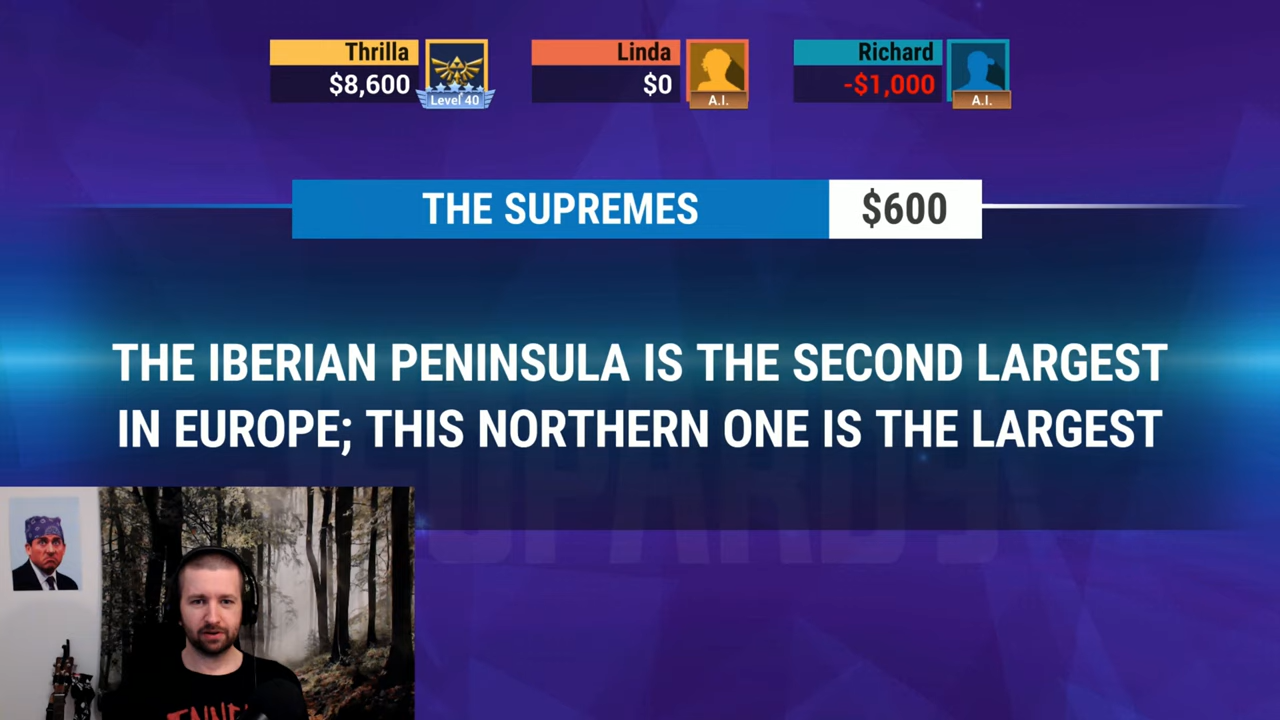 Thrilla
$8,600
Level 40
Linda
$0
A.I.
Richard
-$1,000
A.I.
THE SUPREMES
$600
THE IBERIAN PENINSULA IS THE SECOND LARGEST
IN EUROPE; THIS NORTHERN ONE IS THE LARGEST
JEOPARDY!